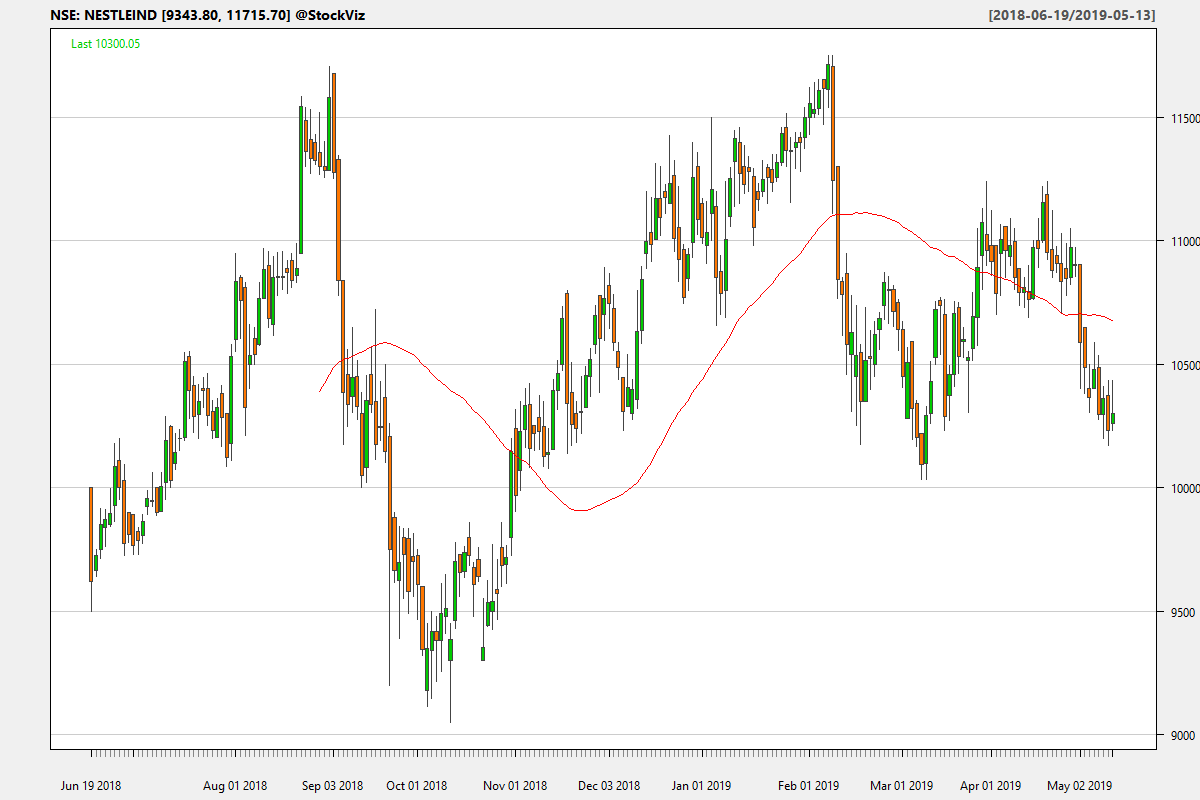 NSE: NESTLEIND [9343.80, 11715.70] @StockViz
[2018-06-19/2019-05-13]
Last 10300.05
11500
11000
10500
10000
9500
9000
Jun 19 2018
Aug 01 2018
Sep 03 2018
Oct 01 2018
Nov 01 2018
Dec 03 2018
Jan 01 2019
Feb 01 2019
Mar 01 2019
Apr 01 2019
May 02 2019